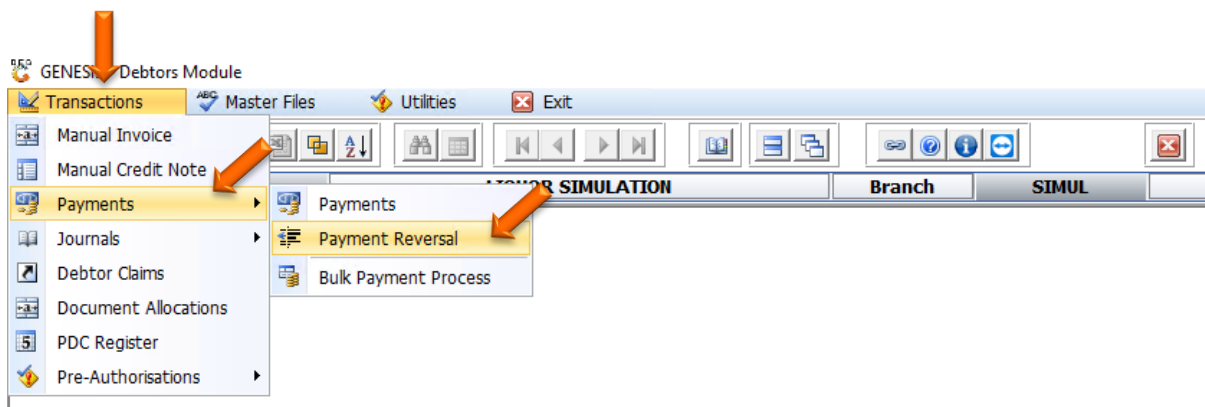 Debtors Module
Transactions Master Files Utilities Exit
Manual Invoice
Manual Credit Note
SIMULATION Branch SIMUL
Payments Payments
Journals Payment Reversal
Debtor Claims Bulk Payment Process
Document Allocations
PDC Register
Pre-Authorisations